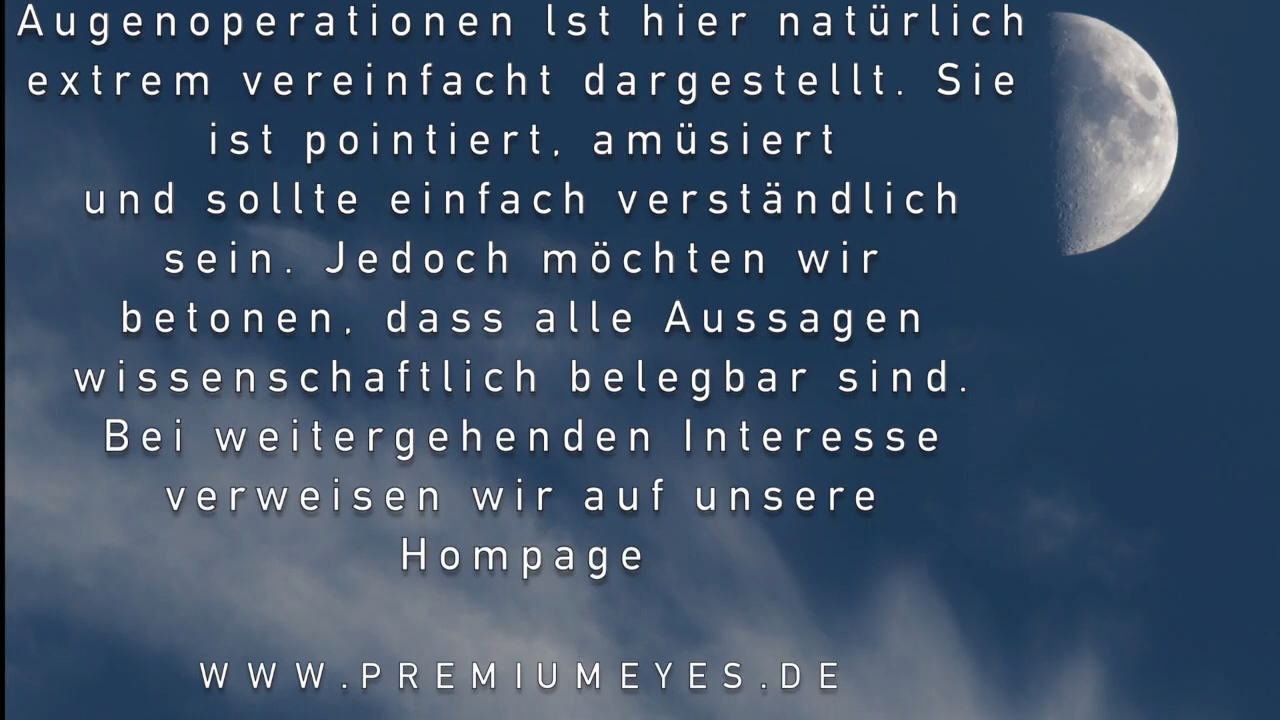 Augenoperationen lst hier natürlich
extrem vereinfacht dargestellt. Sie
ist pointiert, amüsiert
und sollte einfach verständlich
sein. Jedoch möchten wir
betonen, dass alle Aussagen
wissenschaftlich belegbar sind.
Bei weitergehenden Interesse
verweisen wir auf unsere
Hompage
WWW.PREMIUMEYES.DE